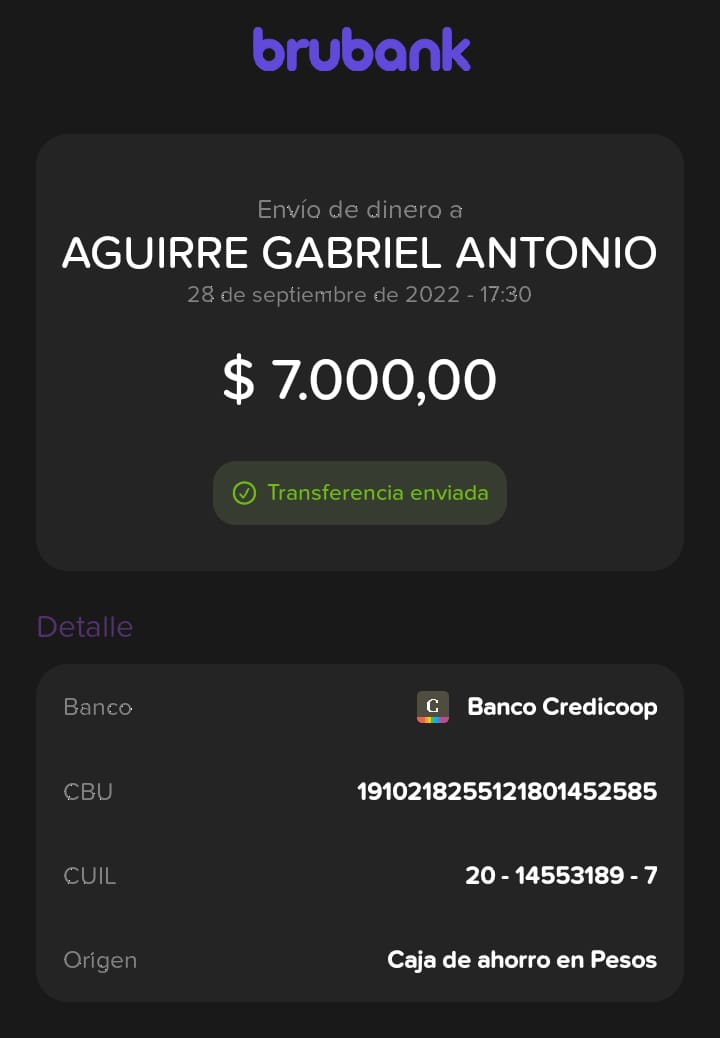 brubank
Envío de dinero a
AGUIRRE GABRIEL ANTONIO
28 de septiembre de 2022 - 17:30
$ 7.000,00
Transferencia enviada
Detalle
Banco C Banco Credicoop
CBU 1910218255121801452585
CUIL 20 - 14553189 - 7
Orígen Caja de ahorro en Pesos